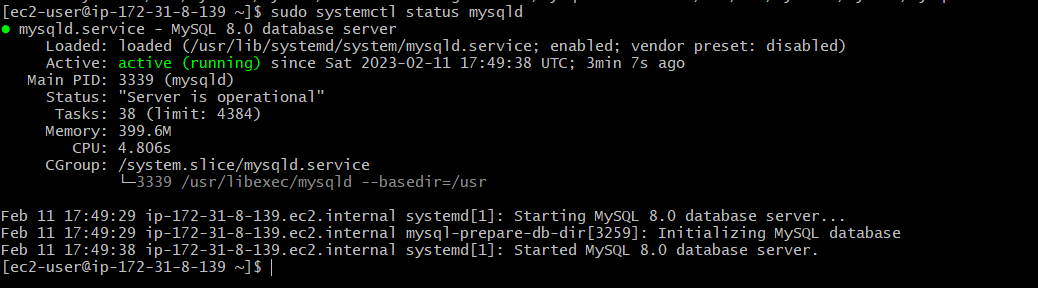 [ec2-user@ip-172-31-8-139 ~]$ sudo systemctl status mysqld
● mysqld.service - MySQL 8.0 database server
Loaded: loaded (/usr/lib/systemd/system/mysqld.service; enabled; vendor preset: disabled)
Active: active (running) since Sat 2023-02-11 17:49:38 UTC; 3min 7s ago
Main PID: 3339 (mysqld)
Status: "Server is operational"
Tasks: 38 (limit: 4384)
Memory: 399.6M
CPU: 4.806s
CGroup: /system.slice/mysqld.service
└─3339 /usr/libexec/mysqld --basedir=/usr
Feb 11 17:49:29 ip-172-31-8-139.ec2.internal systemd[1]: Starting MySQL 8.0 database server...
Feb 11 17:49:29 ip-172-31-8-139.ec2.internal mysql-prepare-db-dir[3259]: Initializing MySQL database
Feb 11 17:49:38 ip-172-31-8-139.ec2.internal systemd[1]: Started MySQL 8.0 database server.
[ec2-user@ip-172-31-8-139 ~]$